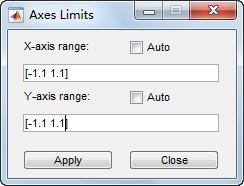 Axes Limits
X-axis range: Auto
[-1.1 1.1]
Y-axis range: Auto
[-1.1 1.1]
Apply Close